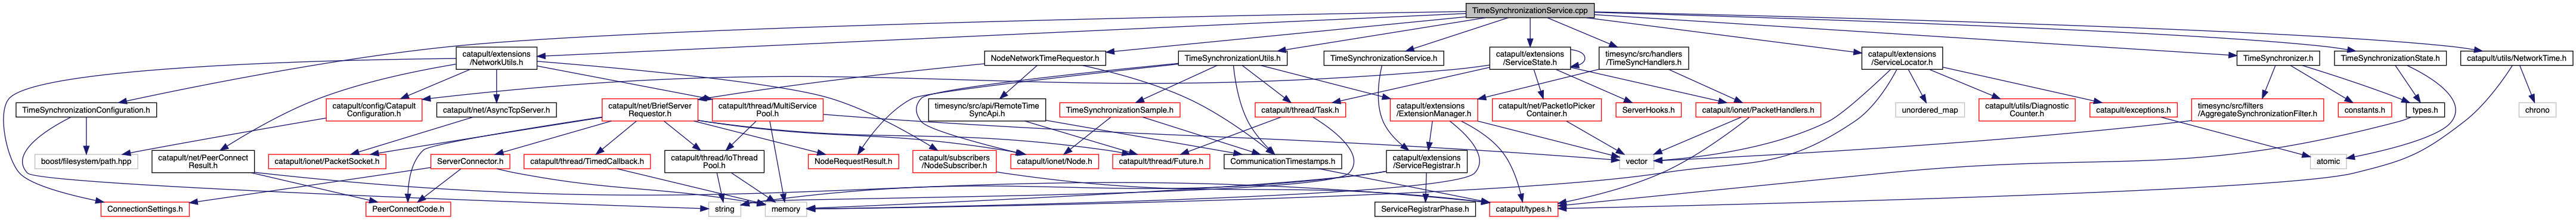 TimeSynchronizationService.cpp
catapult/extensions
/NetworkUtils.h
NodeNetworkTimeRequestor.h
TimeSynchronizationUtils.h
TimeSynchronizationService.h
catapult/extensions
/ServiceState.h
timesync/src/handlers
/TimeSyncHandlers.h
catapult/extensions
/ServiceLocator.h
TimeSynchronizer.h
TimeSynchronizationState.h
catapult/utils/NetworkTime.h
TimeSynchronizationConfiguration.h
catapult/config/Catapult
Configuration.h
catapult/net/AsyncTcpServer.h
catapult/net/BriefServer
Requestor.h
catapult/thread/MultiService
Pool.h
timesync/src/api/RemoteTime
SyncApi.h
TimeSynchronizationSample.h
catapult/thread/Task.h
catapult/extensions
/ExtensionManager.h
catapult/net/PacketIoPicker
Container.h
ServerHooks.h
catapult/ionet/PacketHandlers.h
unordered_map
catapult/utils/Diagnostic
Counter.h
catapult/exceptions.h
timesync/src/filters
/AggregateSynchronizationFilter.h
constants.h
types.h
chrono
boost/filesystem/path.hpp
catapult/net/PeerConnect
Result.h
catapult/ionet/PacketSocket.h
ServerConnector.h
catapult/thread/TimedCallback.h
catapult/thread/IoThread
Pool.h
NodeRequestResult.h
catapult/subscribers
/NodeSubscriber.h
catapult/ionet/Node.h
catapult/thread/Future.h
CommunicationTimestamps.h
catapult/extensions
/ServiceRegistrar.h
vector
atomic
ConnectionSettings.h
PeerConnectCode.h
string
memory
ServiceRegistrarPhase.h
catapult/types.h